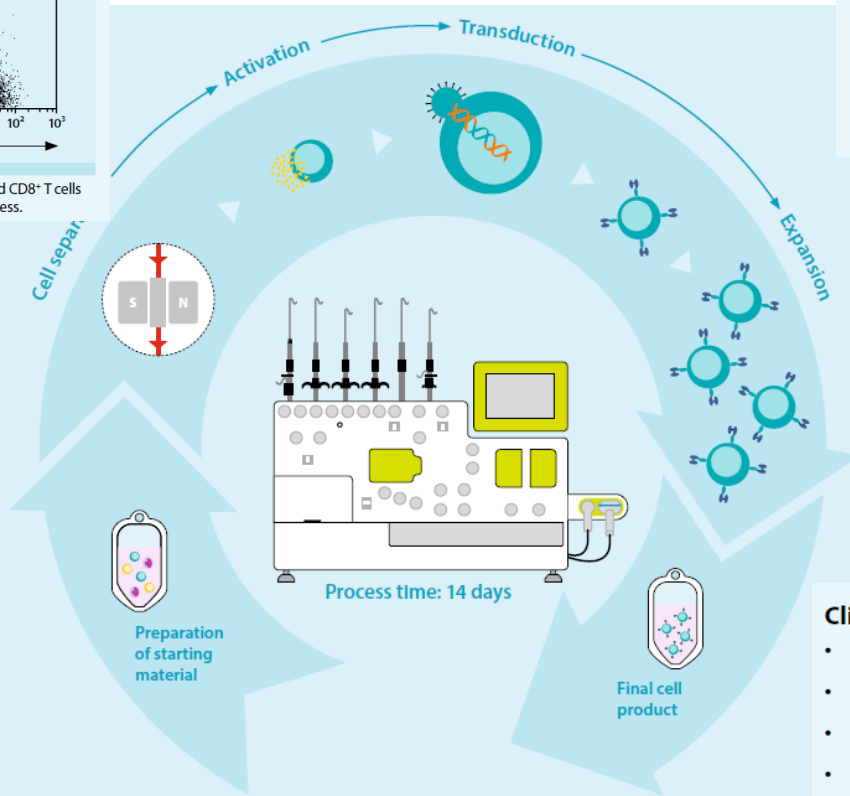 10² 10³
d CD8⁺ T cells
ess.
Cell separ
Activation
Transduction
Expansion
S N
Process time: 14 days
Preparation
of starting
material
Final cell
product
Cli
•
•
•
•